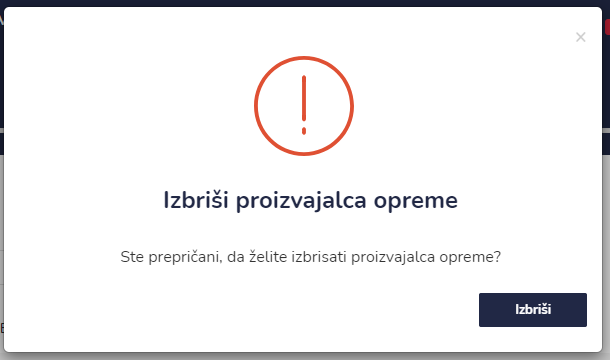 Izbriši proizvajalca opreme
Ste prepričani, da želite izbrisati proizvajalca opreme?
Izbriši